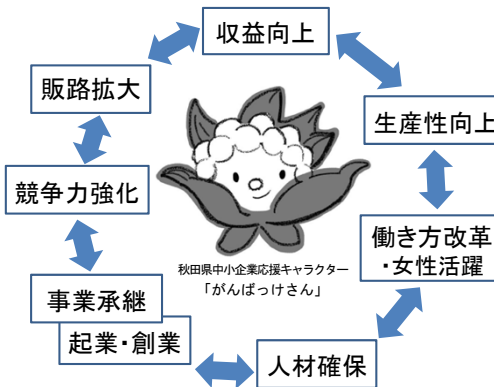 収益向上
販路拡大
生産性向上
競争力強化
秋田県中小企業応援キャラクター
「がんばっけさん」
働き方改革
・女性活躍
事業承継
起業・創業
人材確保